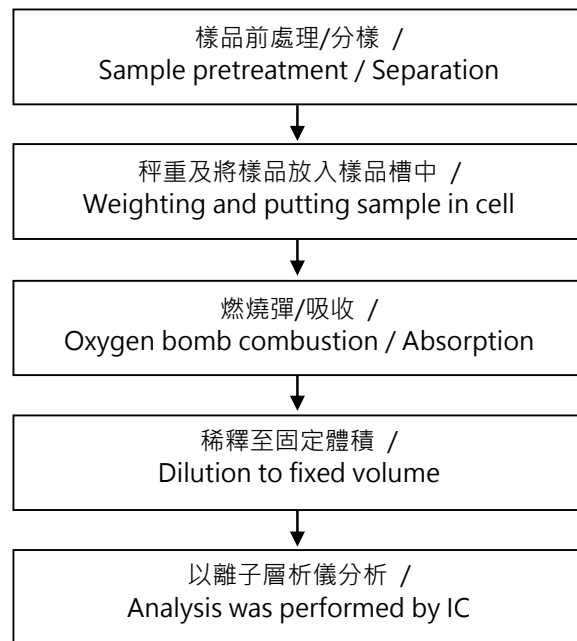 樣品前處理/分樣 /
Sample pretreatment / Separation
秤重及將樣品放入樣品槽中 /
Weighting and putting sample in cell
燃燒彈/吸收 /
Oxygen bomb combustion / Absorption
稀釋至固定體積 /
Dilution to fixed volume
以離子層析儀分析 /
Analysis was performed by IC